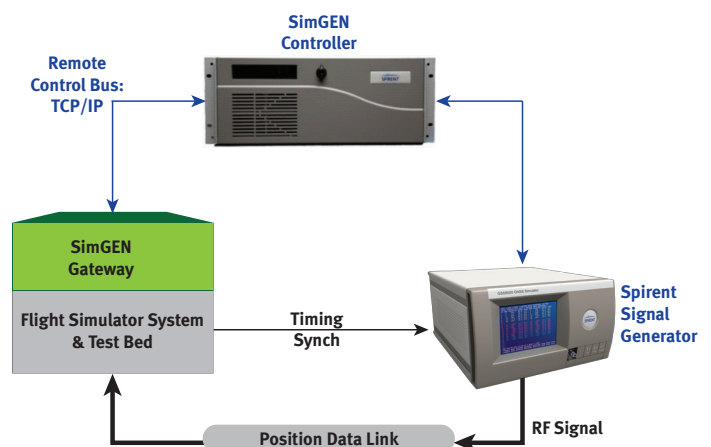 SimGEN
Controller
Remote
Control Bus:
TCP/IP
SPIRENT
SimGEN
Gateway
Flight Simulator System
& Test Bed
Timing
Synch
Spirent
Signal
Generator
RF Signal
Position Data Link